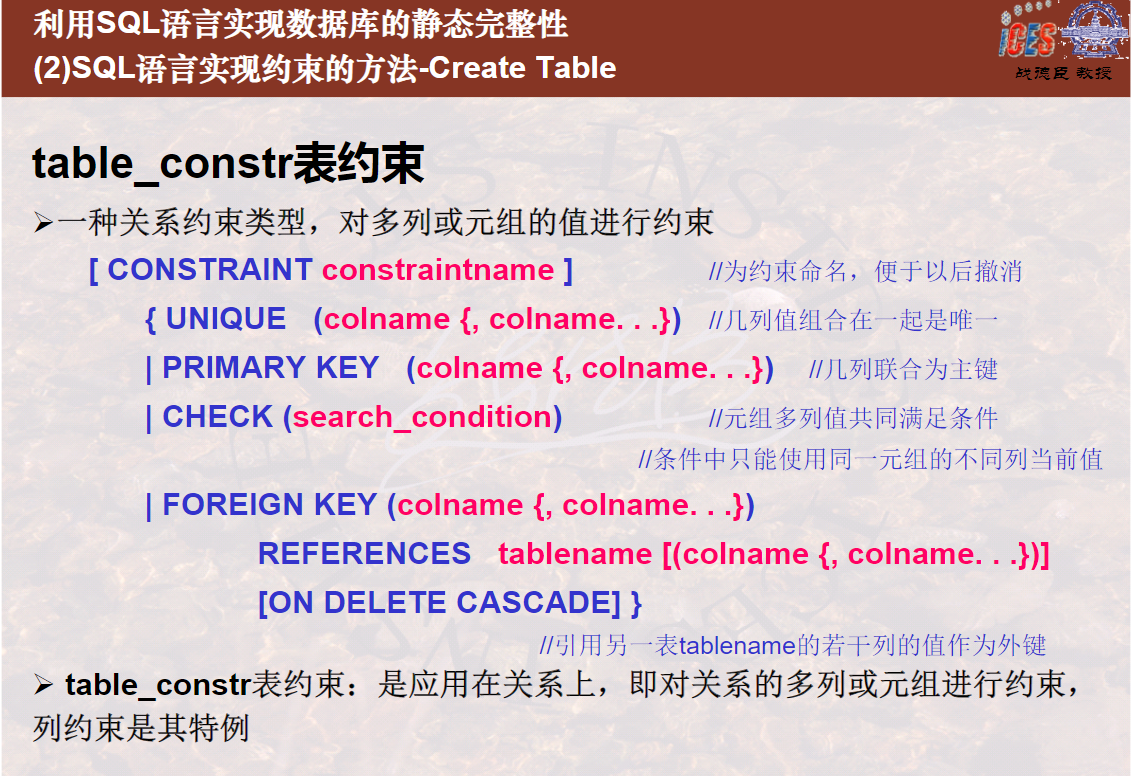 利用SQL语言实现数据库的静态完整性
(2)SQL语言实现约束的方法-Create Table
iCES
战德臣 教授
table_constr表约束
➢一种关系约束类型，对多列或元组的值进行约束
[ CONSTRAINT constraintname ] //为约束命名，便于以后撤消
{ UNIQUE (colname {, colname. . .}) //几列值组合在一起是唯一
| PRIMARY KEY (colname {, colname. . .}) //几列联合为主键
| CHECK (search_condition) //元组多列值共同满足条件
//条件中只能使用同一元组的不同列当前值
| FOREIGN KEY (colname {, colname. . .})
REFERENCES tablename [(colname {, colname. . .})]
[ON DELETE CASCADE] }
//引用另一表tablename的若干列的值作为外键
➢ table_constr表约束：是应用在关系上，即对关系的多列或元组进行约束，
列约束是其特例